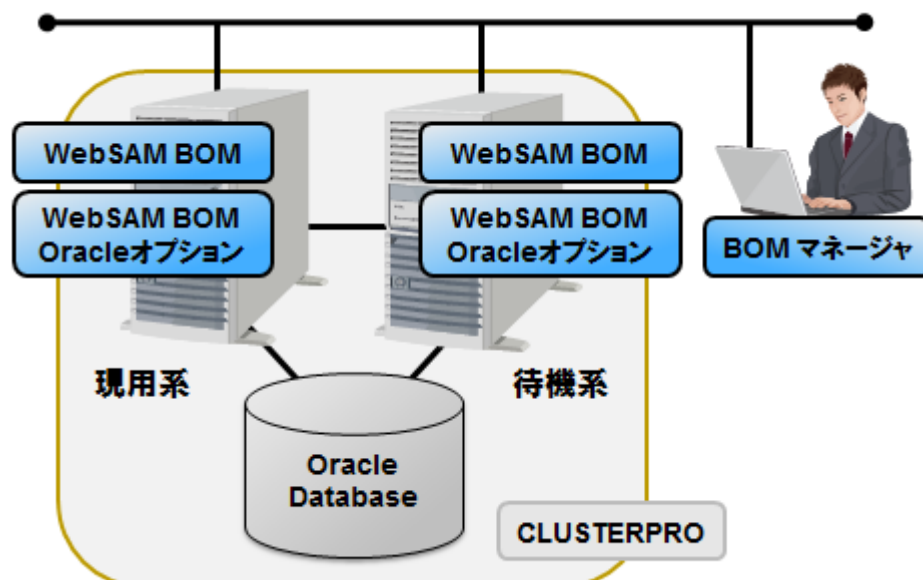 WebSAM BOM
WebSAM BOM
WebSAM BOM
Oracleオプション
WebSAM BOM
Oracleオプション
BOM マネージャ
現用系
待機系
Oracle
Database
CLUSTERPRO